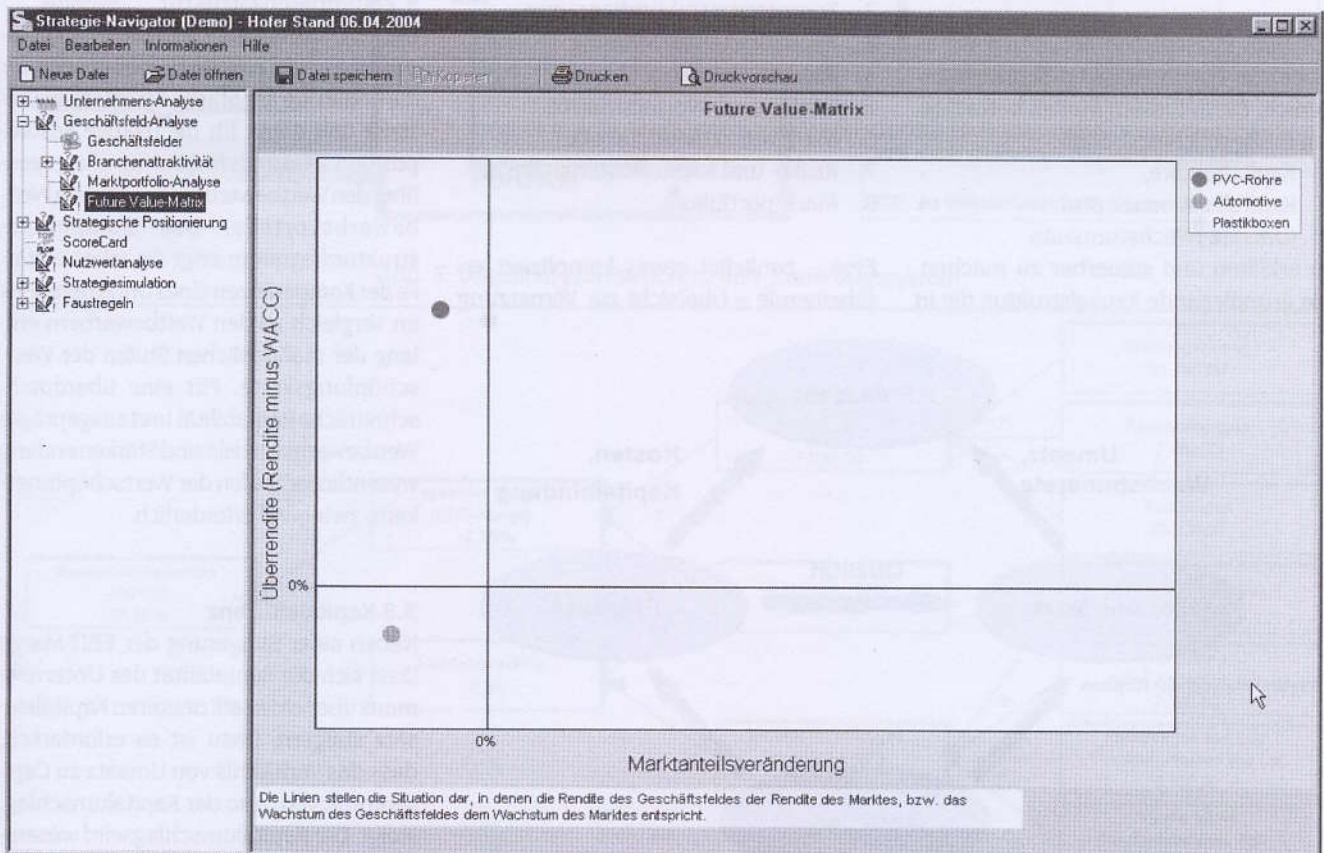 Strategie-Navigator (Demo) - Hofer Stand 06.04.2004
Datei Bearbeiten Informationen Hilfe
Neue Datei Datei öffnen Datei speichern Kopieren Drucken Druckvorschau
Unternehmens-Analyse
Geschäftsfeld-Analyse
Geschäftsfelder
Branchenattraktivität
Marktportfolio-Analyse
Future Value-Matrix
Strategische Positionierung
ScoreCard
Nutzwertanalyse
Strategiesimulation
Faustregeln
Future Value-Matrix
PVC-Rohre
Automotive
Plastikboxen
Überrendite (Rendite minus WACC)
0%
0%
Marktanteilsveränderung
Die Linien stellen die Situation dar, in denen die Rendite des Geschäftsfeldes der Rendite des Marktes, bzw. das
Wachstum des Geschäftsfeldes dem Wachstum des Marktes entspricht.